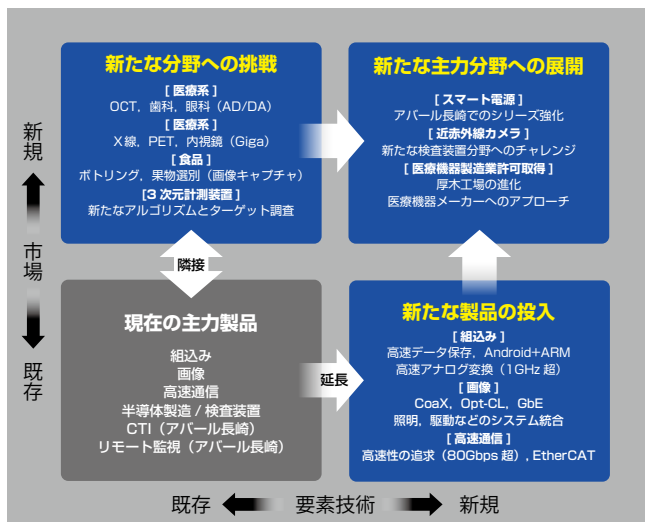 新たな分野への挑戦
[ 医療系 ]
OCT，歯科，眼科（AD/DA）
[ 医療系 ]
X線，PET，内視鏡（Giga）
[ 食品 ]
ボトリング，果物選別（画像キャプチャ）
[3 次元計測装置]
新たなアルゴリズムとターゲット調査
新たな主力分野への展開
[ スマート電源 ]
アバール長崎でのシリーズ強化
[ 近赤外線カメラ ]
新たな検査装置分野へのチャレンジ
[ 医療機器製造業許可取得 ]
厚木工場の進化
医療機器メーカーへのアプローチ
新規
市場
既存
隣接
現在の主力製品
組込み
画像
高速通信
半導体製造 / 検査装置
CTI（アバール長崎）
リモート監視（アバール長崎）
延長
新たな製品の投入
[ 組込み ]
高速データ保存，Android+ARM
高速アナログ変換（1GHz 超）
[ 画像 ]
CoaX，Opt-CL，GbE
照明，駆動などのシステム統合
[ 高速通信 ]
高速性の追求（80Gbps 超）, EtherCAT
既存 要素技術 新規